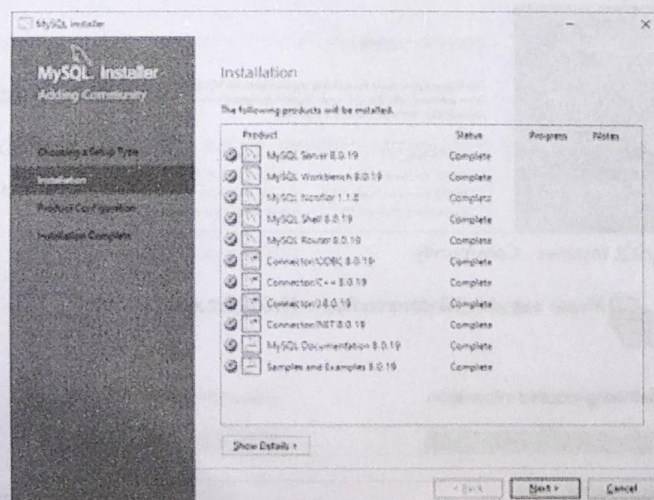 MySQL Installer
MySQL. Installer
Adding Community
Choosing a Setup Type
Installation
Product Configuration
Installation Complete
Installation
The following products will be installed.
Product Status Progress Notes
MySQL Server 8.0.19 Complete
MySQL Workbench 8.0.19 Complete
MySQL Notifier 1.1.8 Complete
MySQL Shell 8.0.19 Complete
MySQL Router 8.0.19 Complete
Connector/ODBC 8.0.19 Complete
Connector/C++ 8.0.19 Complete
Connector/J 8.0.19 Complete
Connector/NET 8.0.19 Complete
MySQL Documentation 8.0.19 Complete
Samples and Examples 8.0.19 Complete
Show Details >
< Back Next > Cancel